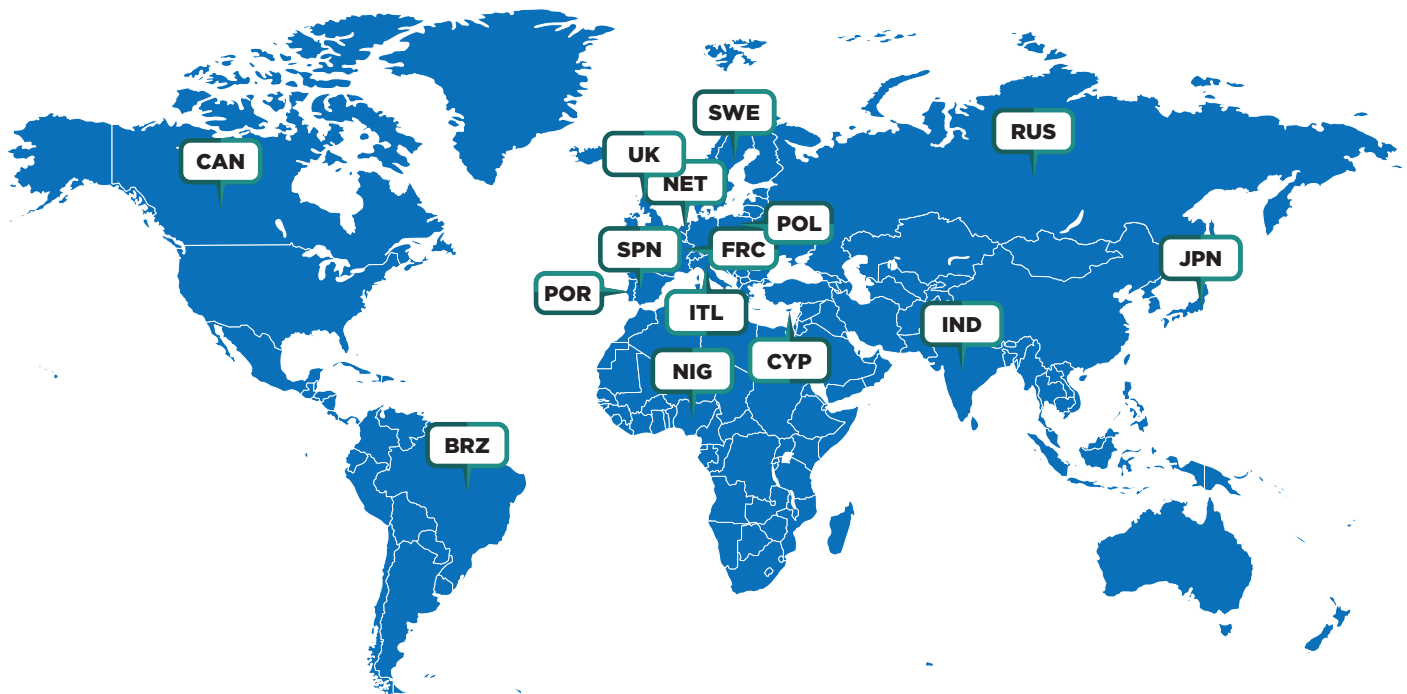 SWE
RUS
UK
CAN
NET
POL
SPN
FRC
JPN
POR
ITL
IND
CYP
NIG
BRZ